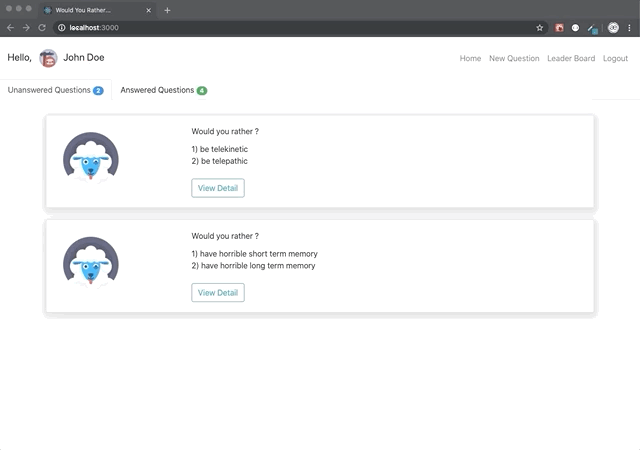 Would You Rather...
localhost:3000
Hello, John Doe
Home New Question Leader Board Logout
Unanswered Questions 2 Answered Questions 4
Would you rather ?
1) be telekinetic
2) be telepathic
View Detail
Would you rather ?
1) have horrible short term memory
2) have horrible long term memory
View Detail